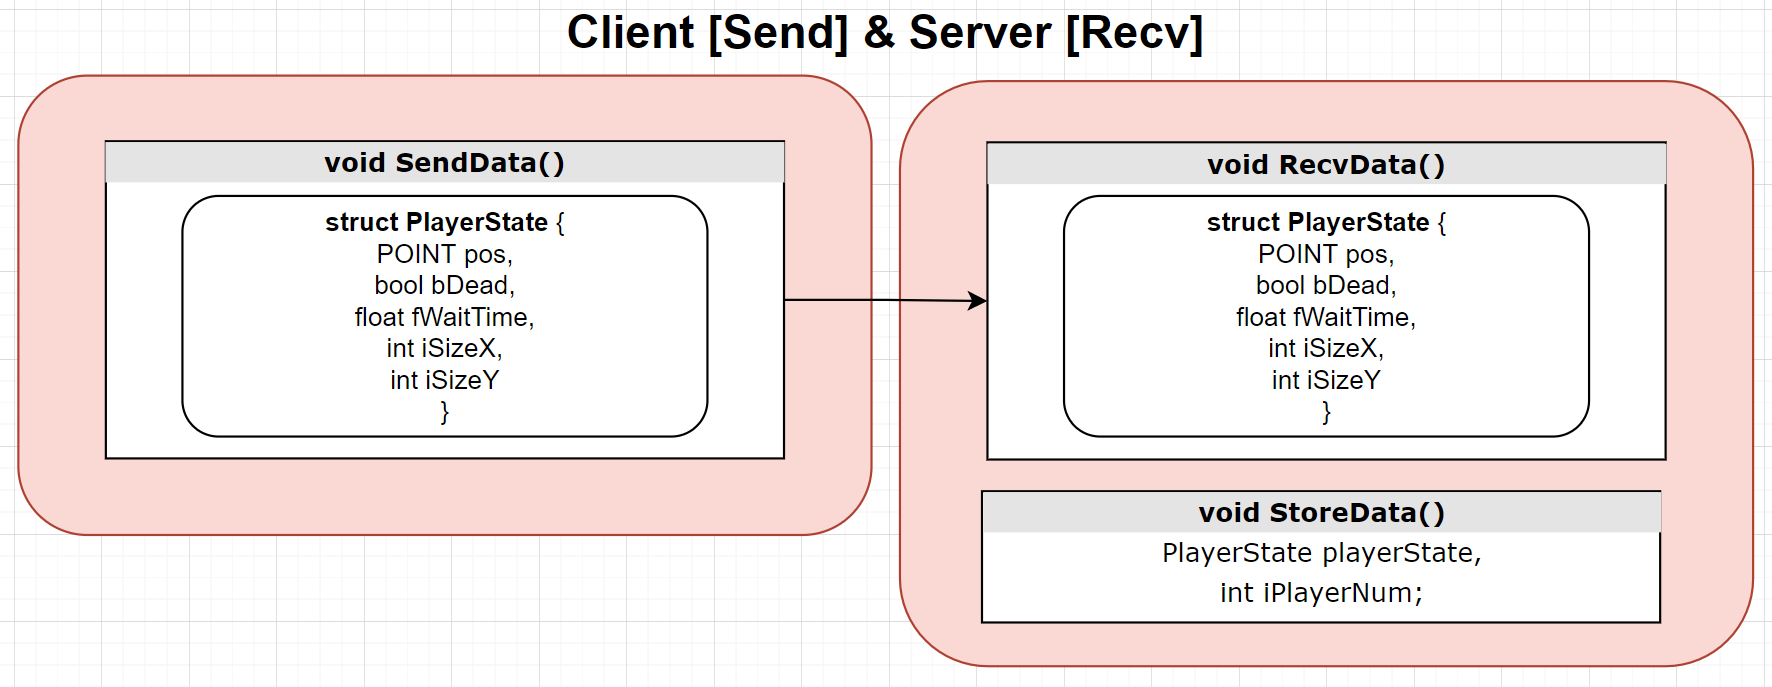 Client [Send] & Server [Recv]
void SendData()
struct PlayerState {
POINT pos,
bool bDead,
float fWaitTime,
int iSizeX,
int iSizeY
}
void RecvData()
struct PlayerState {
POINT pos,
bool bDead,
float fWaitTime,
int iSizeX,
int iSizeY
}
void StoreData()
PlayerState playerState,
int iPlayerNum;